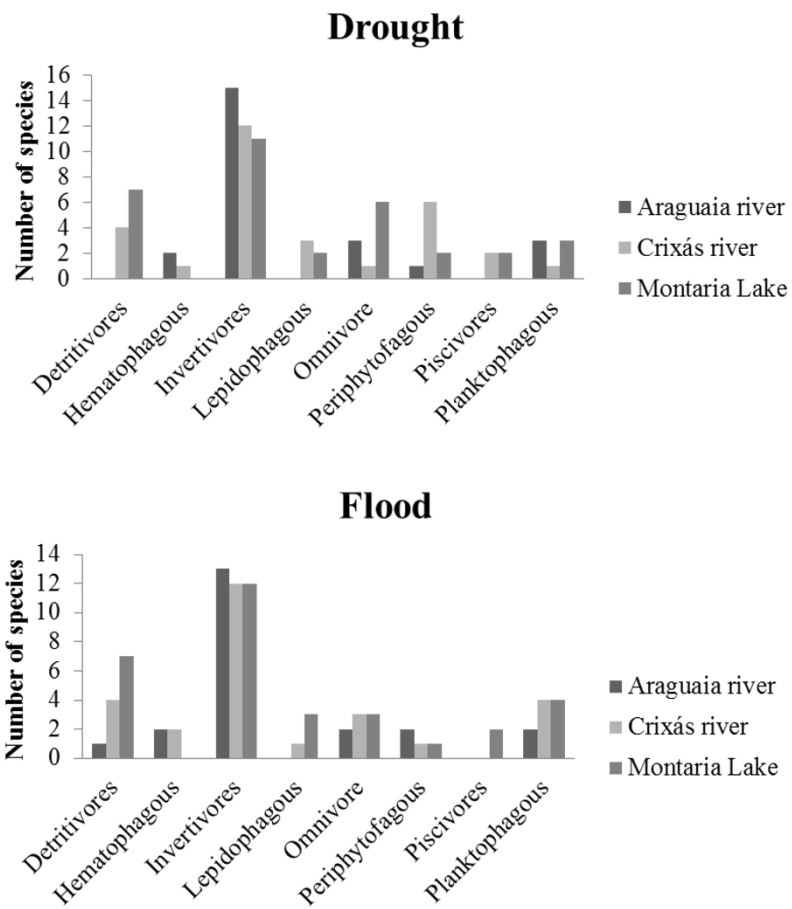 Drought
Number of species
16
14
12
10
8
6
4
2
0
Detritivores
Hematophagous
Invertivores
Lepidophagous
Omnivore
Periphytofagous
Piscivores
Planktophagous
Araguaia river
Crixás river
Montaria Lake
Flood
Number of species
14
12
10
8
6
4
2
0
Detritivores
Hematophagous
Invertivores
Lepidophagous
Omnivore
Periphytofagous
Piscivores
Planktophagous
Araguaia river
Crixás river
Montaria Lake